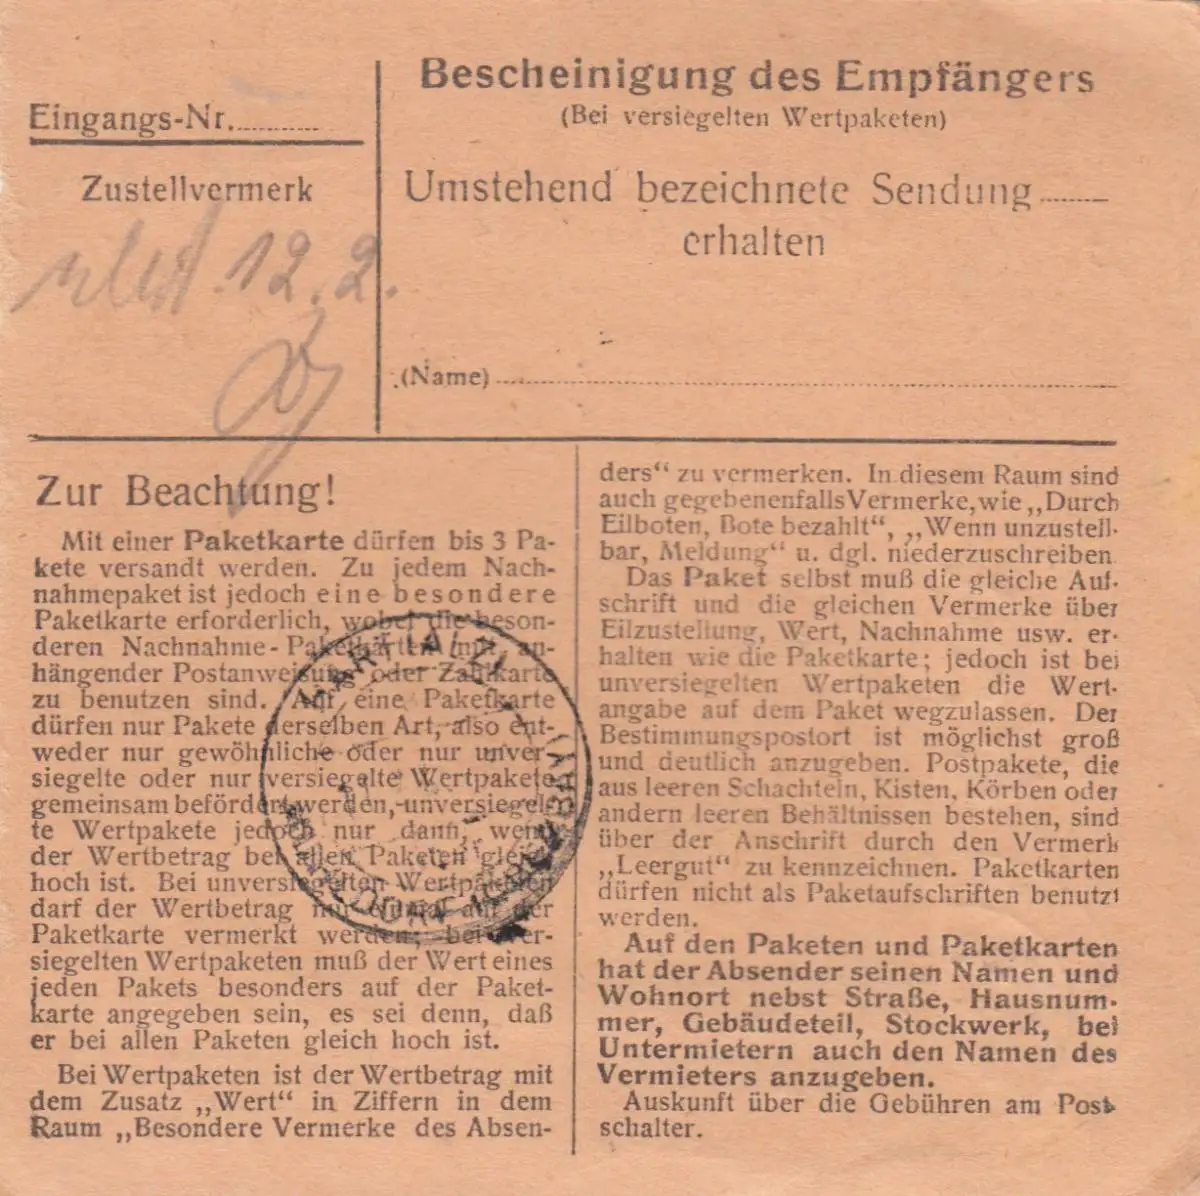 Eingangs-Nr.
Zustellvermerk
12. 2.
Bescheinigung des Empfängers
(Bei versiegelten Wertpaketen)
Umstehend bezeichnete Sendung
erhalten
(Name)
Zur Beachtung!
Mit einer Paketkarte dürfen bis 3 Pa-
kete versandt werden. Zu jedem Nach-
nahmepaket ist jedoch eine besondere
Paketkarte erforderlich, wobei die beson-
deren Nachnahme-Paketkarten mit an-
hängender Postanweisung oder Zahlkarte
zu benutzen sind. Auf eine Paketkarte
dürfen nur Pakete derselben Art, also ent-
weder nur gewöhnliche oder nur unver-
siegelte oder nur versiegelte Wertpakete
gemeinsam befördert werden, unversiegel-
te Wertpakete jedoch nur dann, wenn
der Wertbetrag bei allen Paketen gleich
hoch ist. Bei unversiegelten Wertpaketen
darf der Wertbetrag nur einmal auf der
Paketkarte vermerkt werden; bei ver-
siegelten Wertpaketen muß der Wert eines
jeden Pakets besonders auf der Paket-
karte angegeben sein, es sei denn, daß
er bei allen Paketen gleich hoch ist.
Bei Wertpaketen ist der Wertbetrag mit
dem Zusatz „Wert“ in Ziffern in dem
Raum „Besondere Vermerke des Absen-
ders“ zu vermerken. In diesem Raum sind
auch gegebenenfalls Vermerke, wie „Durch
Eilboten, Bote bezahlt“, „Wenn unzustell-
bar, Meldung“ u. dgl. niederzuschreiben
Das Paket selbst muß die gleiche Auf-
schrift und die gleichen Vermerke über
Eilzustellung, Wert, Nachnahme usw. er-
halten wie die Paketkarte; jedoch ist bei
unversiegelten Wertpaketen die Wert-
angabe auf dem Paket wegzulassen. Der
Bestimmungspostort ist möglichst groß
und deutlich anzugeben. Postpakete, die
aus leeren Schachteln, Kisten, Körben oder
andern leeren Behältnissen bestehen, sind
über der Anschrift durch den Vermerk
„Leergut“ zu kennzeichnen. Paketkarten
dürfen nicht als Paketaufschriften benutzt
werden.
Auf den Paketen und Paketkarten
hat der Absender seinen Namen und
Wohnort nebst Straße, Hausnum-
mer, Gebäudeteil, Stockwerk, bei
Untermietern auch den Namen des
Vermieters anzugeben.
Auskunft über die Gebühren am Post-
schalter.